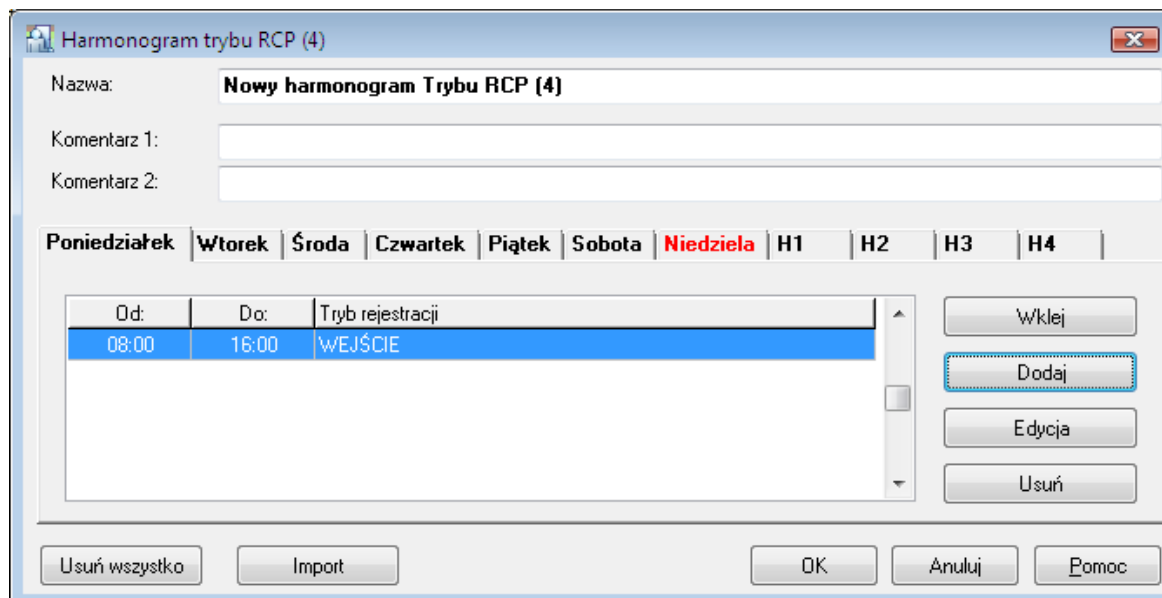 Harmonogram trybu RCP (4)
Nazwa: Nowy harmonogram Trybu RCP (4)
Komentarz 1:
Komentarz 2:
Poniedziałek Wtorek Środa Czwartek Piątek Sobota Niedziela H1 H2 H3 H4
Od: Do: Tryb rejestracji
08:00 16:00 WEJŚCIE
Wklej
Dodaj
Edycja
Usuń
Usuń wszystko Import OK Anuluj Pomoc